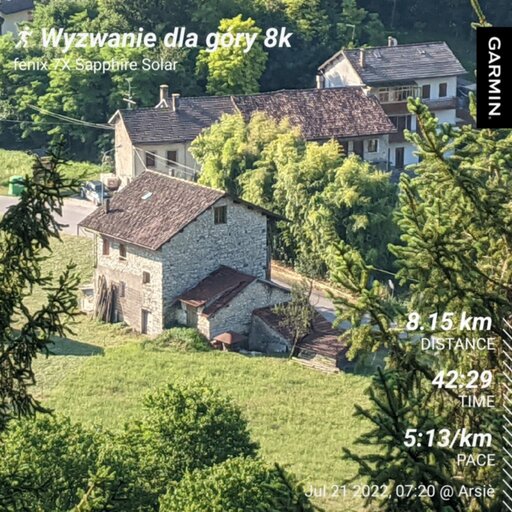 Wyzwanie dla góry 8k
fenix 7X Sapphire Solar
GARMIN
8.15 km
DISTANCE
42:29
TIME
5:13/km
PACE
Jul 21 2022, 07:20 @ Arsiè